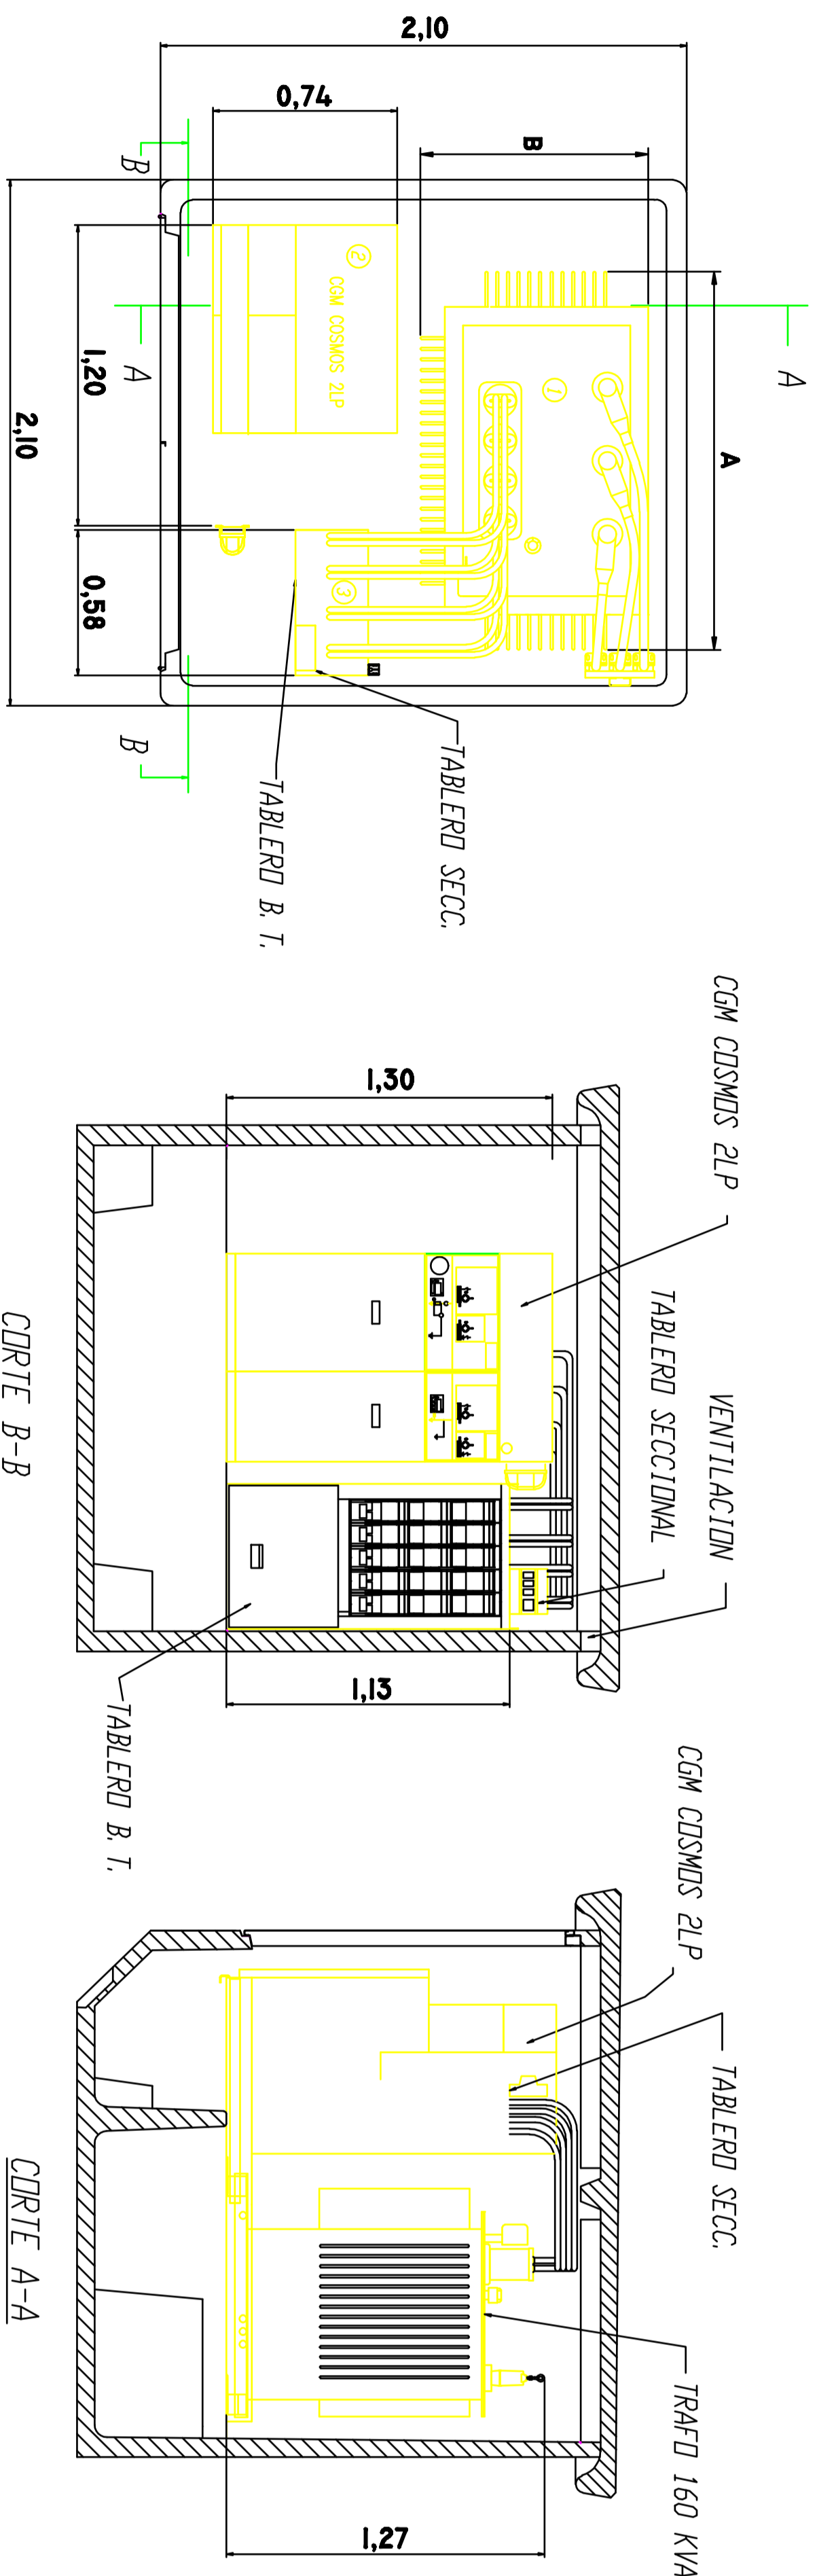 2,10
0,74
B
A
A
A
B
B
② CGM COSMOS 2LP
①
③
1,20
0,58
2,10
TABLERO SECC.
TABLERO B. T.
CGM COSMOS 2LP
TABLERO SECCIONAL
VENTILACION
1,30
1,13
TABLERO B. T.
CORTE B-B
CGM COSMOS 2LP
TABLERO SECC.
TRAFO 160 KVA
1,27
CORTE A-A